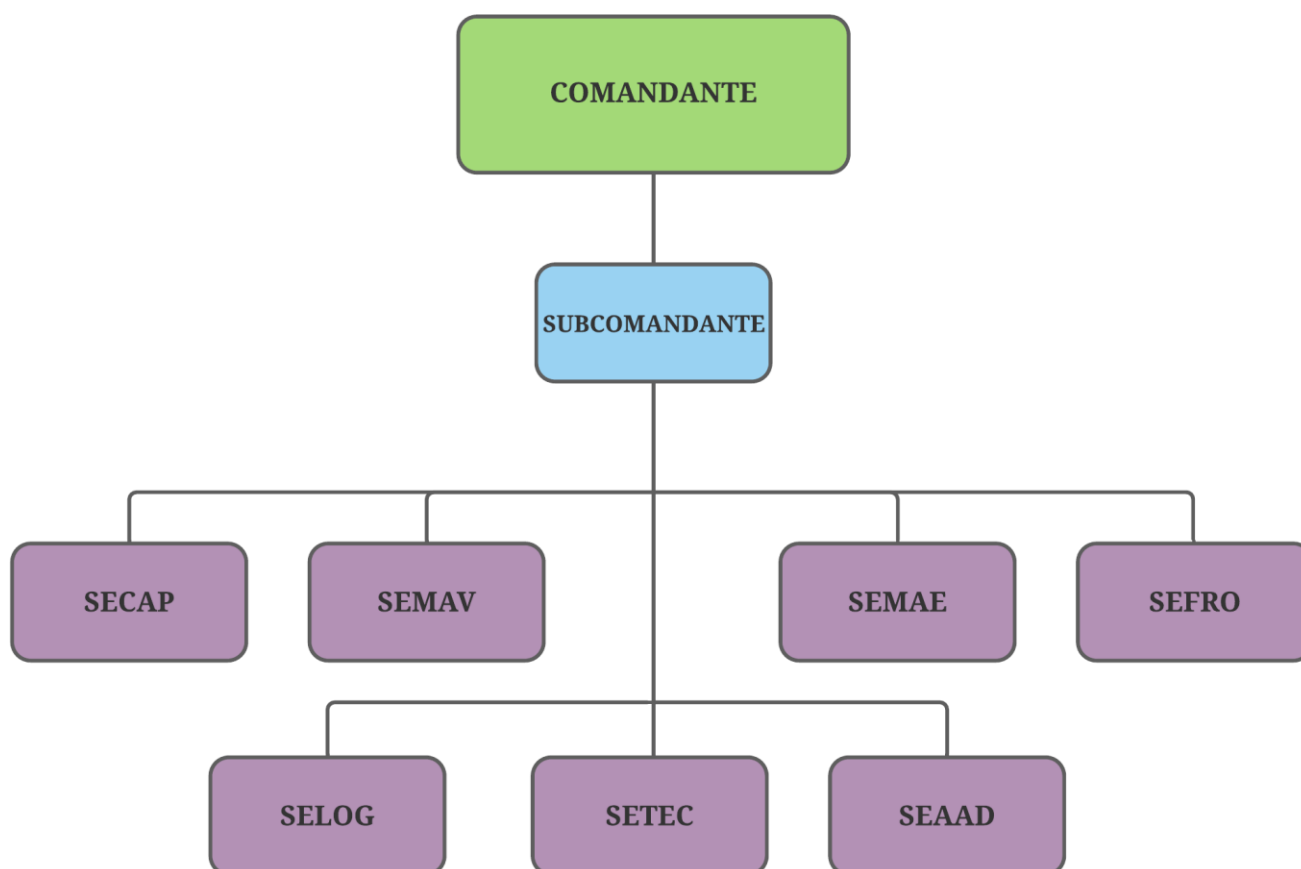 COMANDANTE
SUBCOMANDANTE
SECAP
SEMAV
SEMAE
SEFRO
SELOG
SETEC
SEAAD